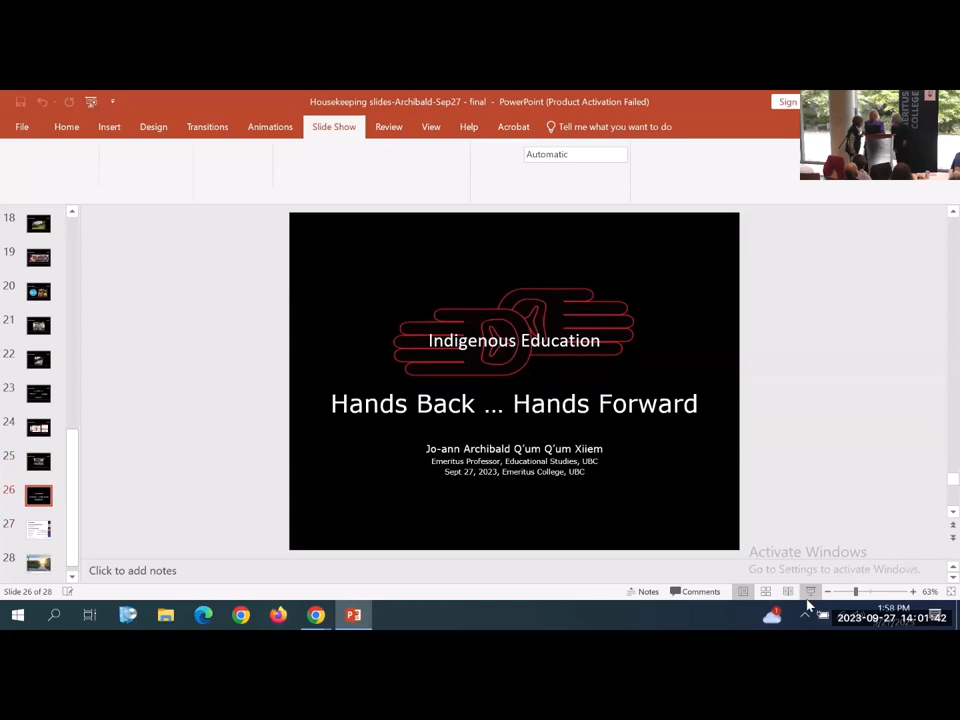 Housekeeping slides-Archibald-Sep27 - final - PowerPoint (Product Activation Failed)
Sign
File Home Insert Design Transitions Animations Slide Show Review View Help Acrobat Tell me what you want to do
EMERITUS
COLLEGE
Automatic
18
19
20
21
22
23
24
25
26
27
28
Indigenous Education
Hands Back ... Hands Forward
Jo-ann Archibald Q'um Q'um Xiiem
Emeritus Professor, Educational Studies, UBC
Sept 27, 2023, Emeritus College, UBC
Activate Windows
Go to Settings to activate Windows.
Click to add notes
Slide 26 of 28
Notes Comments
63%
1:58 PM
2023-09-27 14:01:42